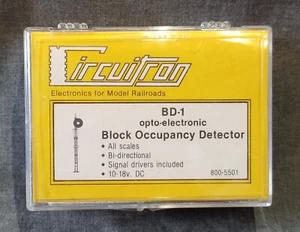 Circuitron
Electronics for Model Railroads
BD-1
opto-electronic
Block Occupancy Detector
• All scales
• Bi-directional
• Signal drivers included
• 10-18v. DC
800-5501